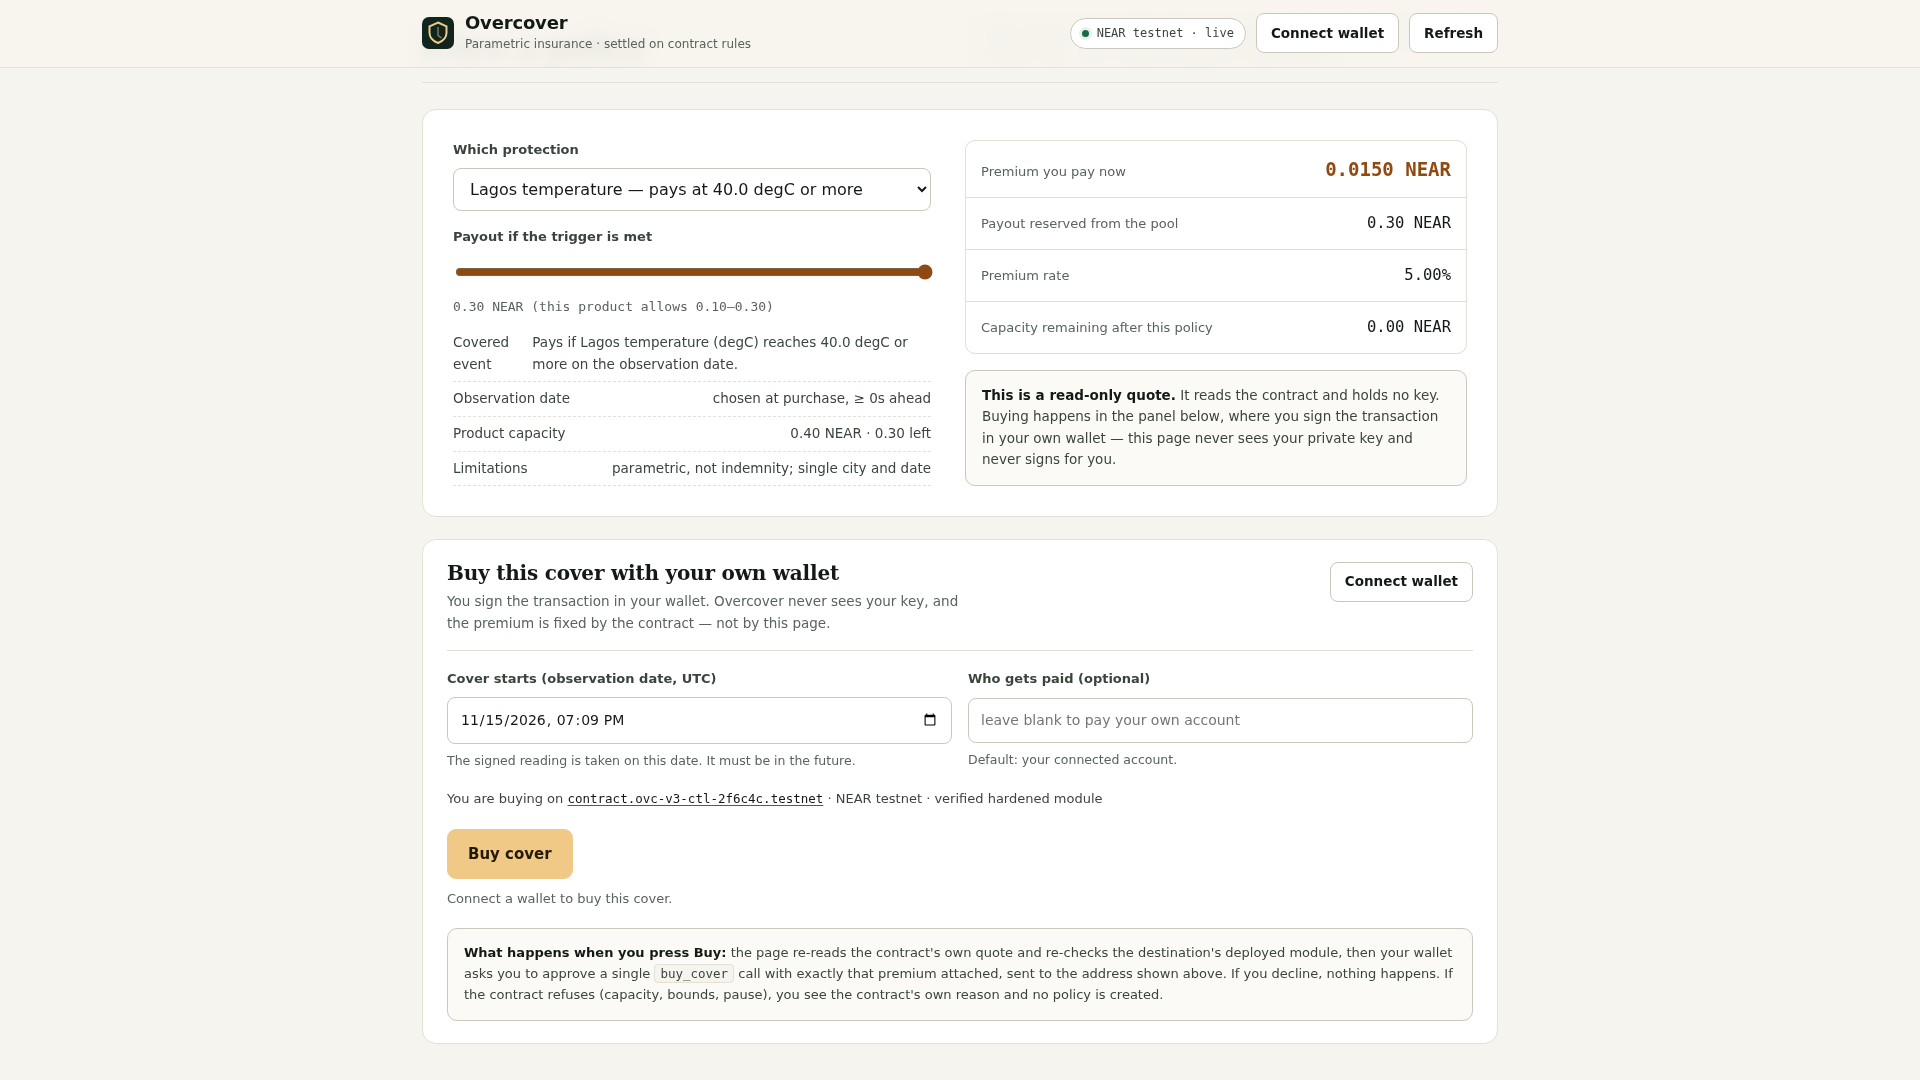 Overcover
Parametric insurance · settled on contract rules
NEAR testnet · live
Connect wallet
Refresh
Which protection
Lagos temperature — pays at 40.0 degC or more
Payout if the trigger is met
0.30 NEAR (this product allows 0.10–0.30)
Covered event
Pays if Lagos temperature (degC) reaches 40.0 degC or
more on the observation date.
Observation date
chosen at purchase, ≥ 0s ahead
Product capacity
0.40 NEAR · 0.30 left
Limitations
parametric, not indemnity; single city and date
Premium you pay now
0.0150 NEAR
Payout reserved from the pool
0.30 NEAR
Premium rate
5.00%
Capacity remaining after this policy
0.00 NEAR
This is a read-only quote. It reads the contract and holds no key.
Buying happens in the panel below, where you sign the transaction
in your own wallet — this page never sees your private key and
never signs for you.
Buy this cover with your own wallet
You sign the transaction in your wallet. Overcover never sees your key, and
the premium is fixed by the contract — not by this page.
Connect wallet
Cover starts (observation date, UTC)
11/15/2026, 07:09 PM
The signed reading is taken on this date. It must be in the future.
Who gets paid (optional)
leave blank to pay your own account
Default: your connected account.
You are buying on contract.ovc-v3-ctl-2f6c4c.testnet · NEAR testnet · verified hardened module
Buy cover
Connect a wallet to buy this cover.
What happens when you press Buy: the page re-reads the contract's own quote and re-checks the destination's deployed module, then your wallet
asks you to approve a single buy_cover call with exactly that premium attached, sent to the address shown above. If you decline, nothing happens. If
the contract refuses (capacity, bounds, pause), you see the contract's own reason and no policy is created.